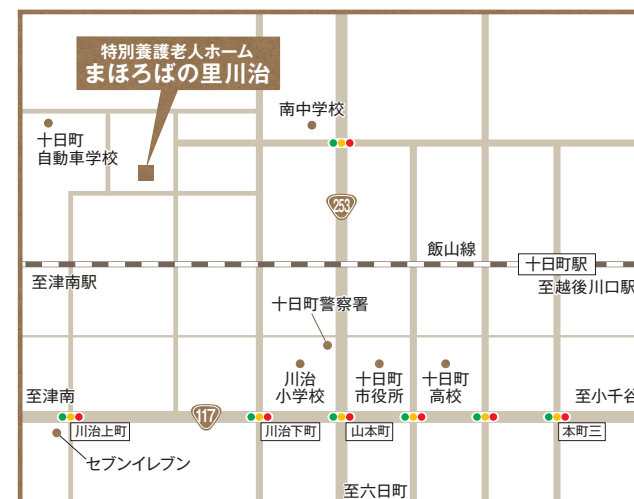 特別養護老人ホーム
まほろばの里川治
南中学校
十日町
自動車学校
253
飯山線
十日町駅
至津南駅
至越後川口駅
十日町警察署
川治
小学校
十日町
市役所
十日町
高校
至津南
117
至小千谷
川治上町
川治下町
山本町
本町三
セブンイレブン
至六日町